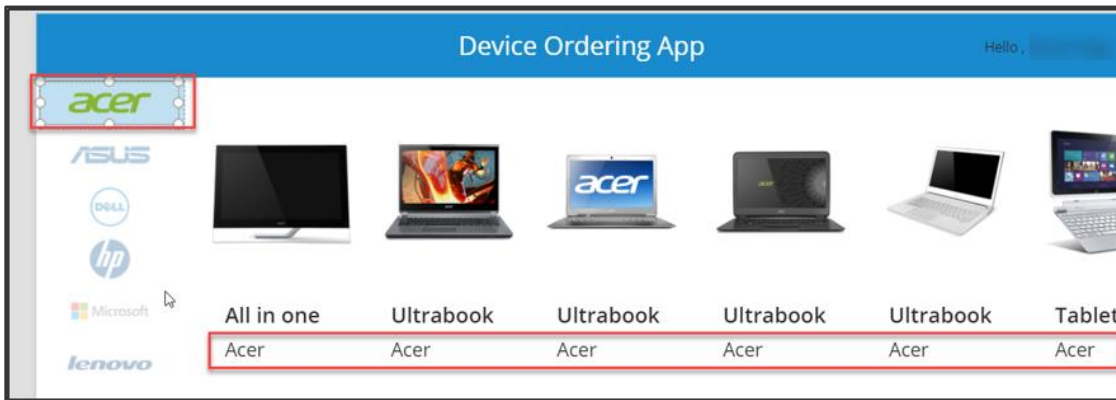 Device Ordering App
Hello ,
acer
ASUS
DELL
hp
Microsoft
lenovo
acer
acer
All in one Ultrabook Ultrabook Ultrabook Ultrabook Tablet
Acer Acer Acer Acer Acer Acer